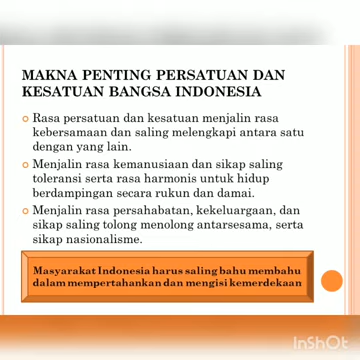 MAKNA PENTING PERSATUAN DAN
KESATUAN BANGSA INDONESIA
Rasa persatuan dan kesatuan menjalin rasa
kebersamaan dan saling melengkapi antara satu
dengan yang lain.
Menjalin rasa kemanusiaan dan sikap saling
toleransi serta rasa harmonis untuk hidup
berdampingan secara rukun dan damai.
Menjalin rasa persahabatan, kekeluargaan, dan
sikap saling tolong menolong antarsesama, serta
sikap nasionalisme.
Masyarakat Indonesia harus saling bahu membahu
dalam mempertahankan dan mengisi kemerdekaan
InShOt